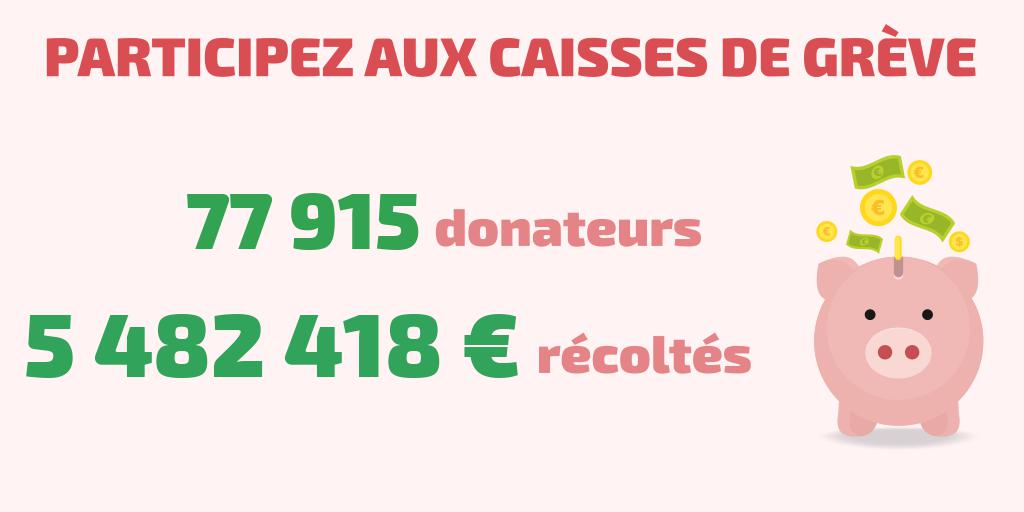 PARTICIPEZ AUX CAISSES DE GRÈVE
77 915 donateurs
5 482 418 € récoltés